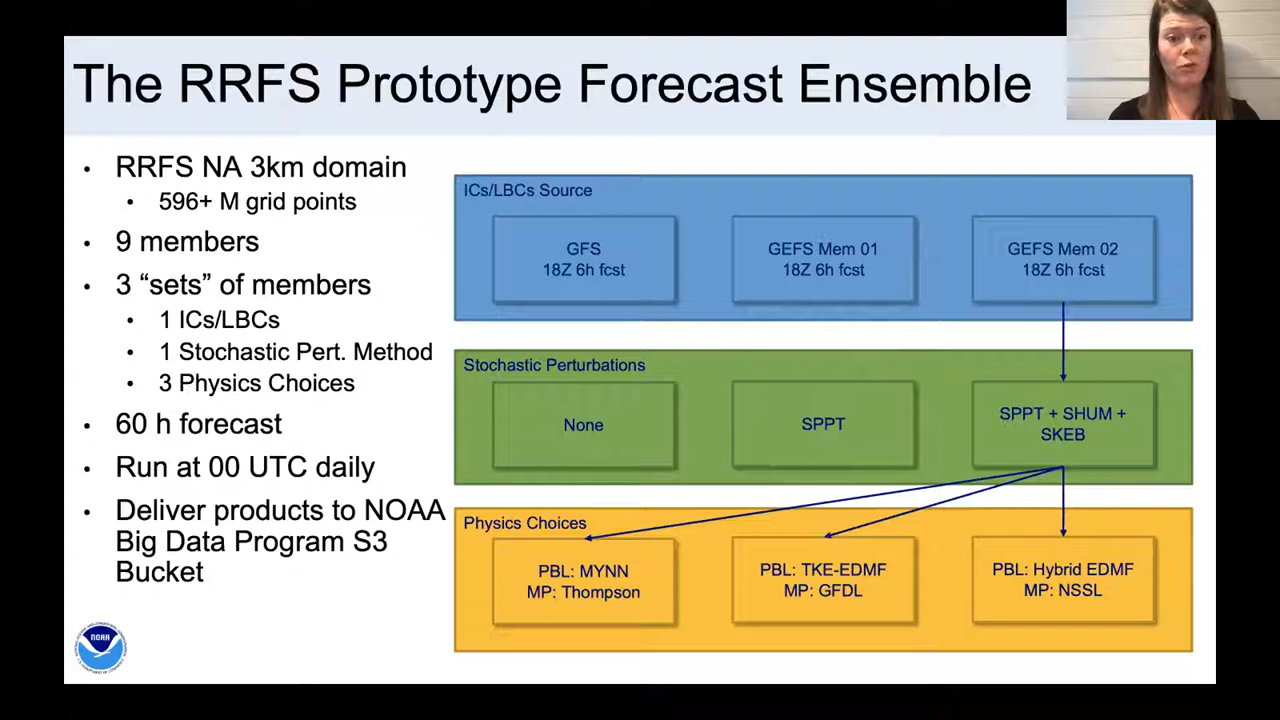 The RRFS Prototype Forecast Ensemble
• RRFS NA 3km domain
• 596+ M grid points
• 9 members
• 3 “sets” of members
• 1 ICs/LBCs
• 1 Stochastic Pert. Method
• 3 Physics Choices
• 60 h forecast
• Run at 00 UTC daily
• Deliver products to NOAA
Big Data Program S3
Bucket
ICs/LBCs Source
GFS
18Z 6h fcst
GEFS Mem 01
18Z 6h fcst
GEFS Mem 02
18Z 6h fcst
Stochastic Perturbations
None
SPPT
SPPT + SHUM +
SKEB
Physics Choices
PBL: MYNN
MP: Thompson
PBL: TKE-EDMF
MP: GFDL
PBL: Hybrid EDMF
MP: NSSL
NOAA